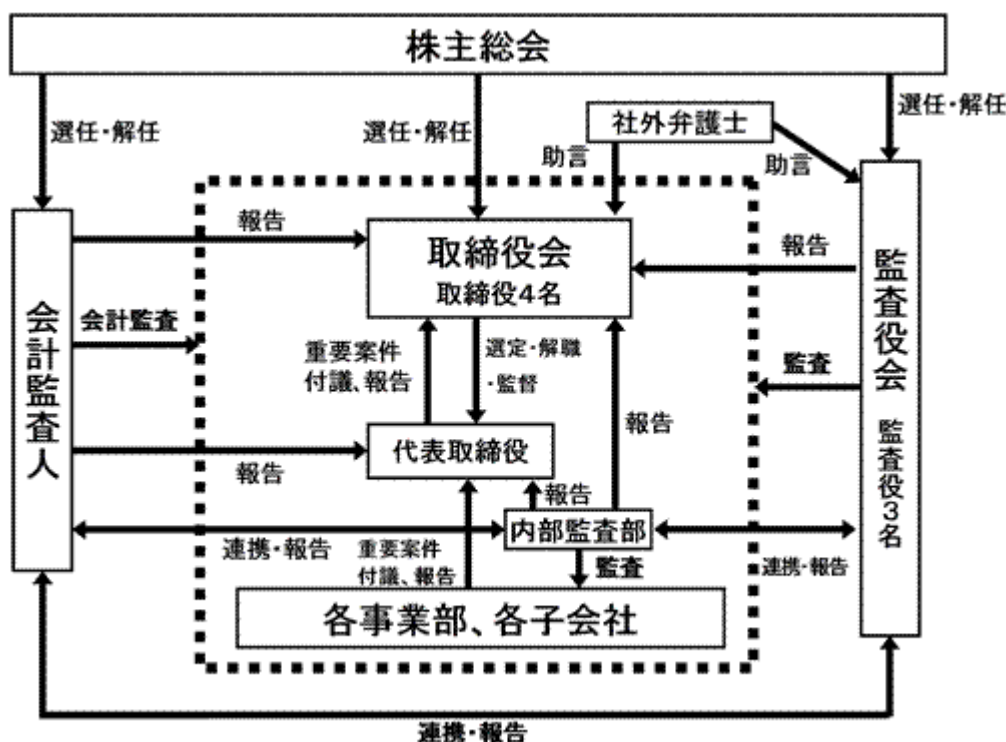 株主総会
選任・解任
選任・解任
選任・解任
社外弁護士
助言
助言
報告
取締役会
取締役4名
報告
会計監査人
会計監査
重要案件
付議、報告
選定・解職
・監督
監査
監査役会 監査役3名
報告
代表取締役
報告
報告
内部監査部
連携・報告
重要案件
付議、報告
監査
連携・報告
各事業部、各子会社
連携・報告